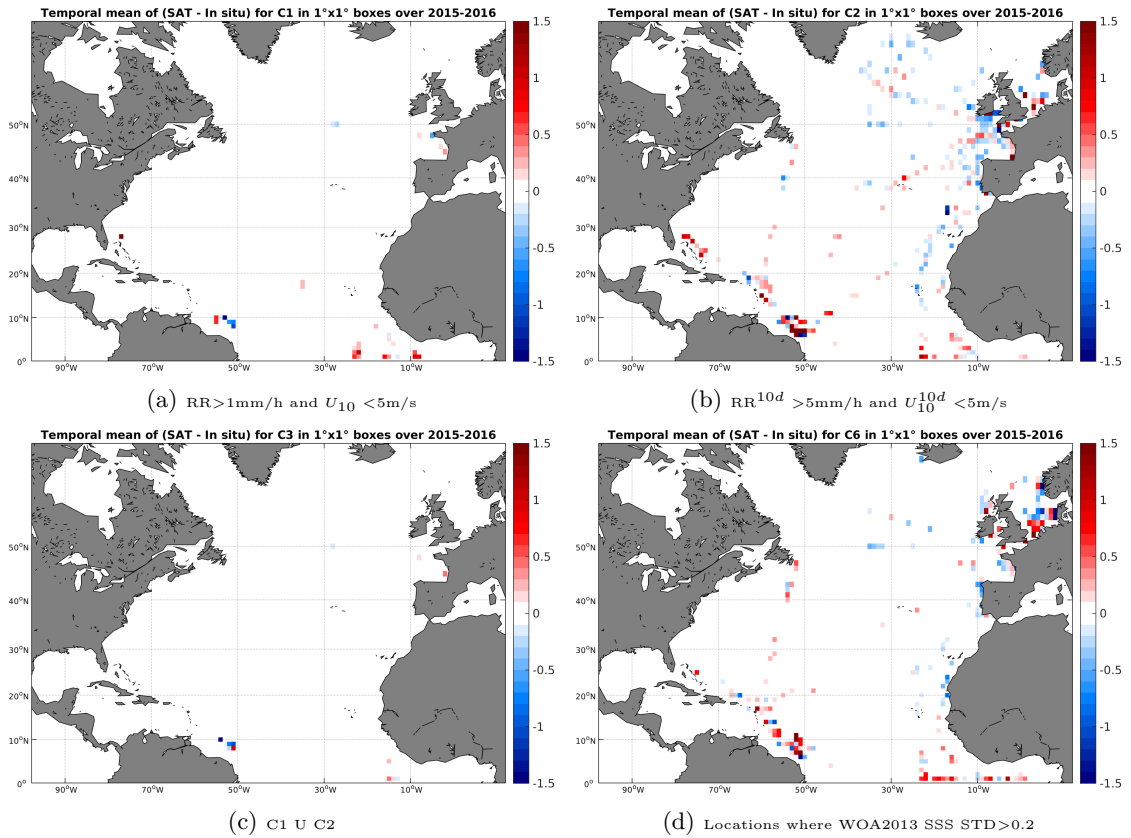 Temporal mean of (SAT - In situ) for C1 in 1°x1° boxes over 2015-2016
1.5
1
0.5
0
-0.5
-1
-1.5
50°N
40°N
30°N
20°N
10°N
0°
90°W
70°W
50°W
30°W
10°W
(a) RR>1mm/h and U10 <5m/s
Temporal mean of (SAT - In situ) for C2 in 1°x1° boxes over 2015-2016
1.5
1
0.5
0
-0.5
-1
-1.5
50°N
40°N
30°N
20°N
10°N
0°
90°W
70°W
50°W
30°W
10°W
(b) RR^10d >5mm/h and U10^10d <5m/s
Temporal mean of (SAT - In situ) for C3 in 1°x1° boxes over 2015-2016
1.5
1
0.5
0
-0.5
-1
-1.5
50°N
40°N
30°N
20°N
10°N
0°
90°W
70°W
50°W
30°W
10°W
(c) C1 U C2
Temporal mean of (SAT - In situ) for C6 in 1°x1° boxes over 2015-2016
1.5
1
0.5
0
-0.5
-1
-1.5
50°N
40°N
30°N
20°N
10°N
0°
90°W
70°W
50°W
30°W
10°W
(d) Locations where WOA2013 SSS STD>0.2